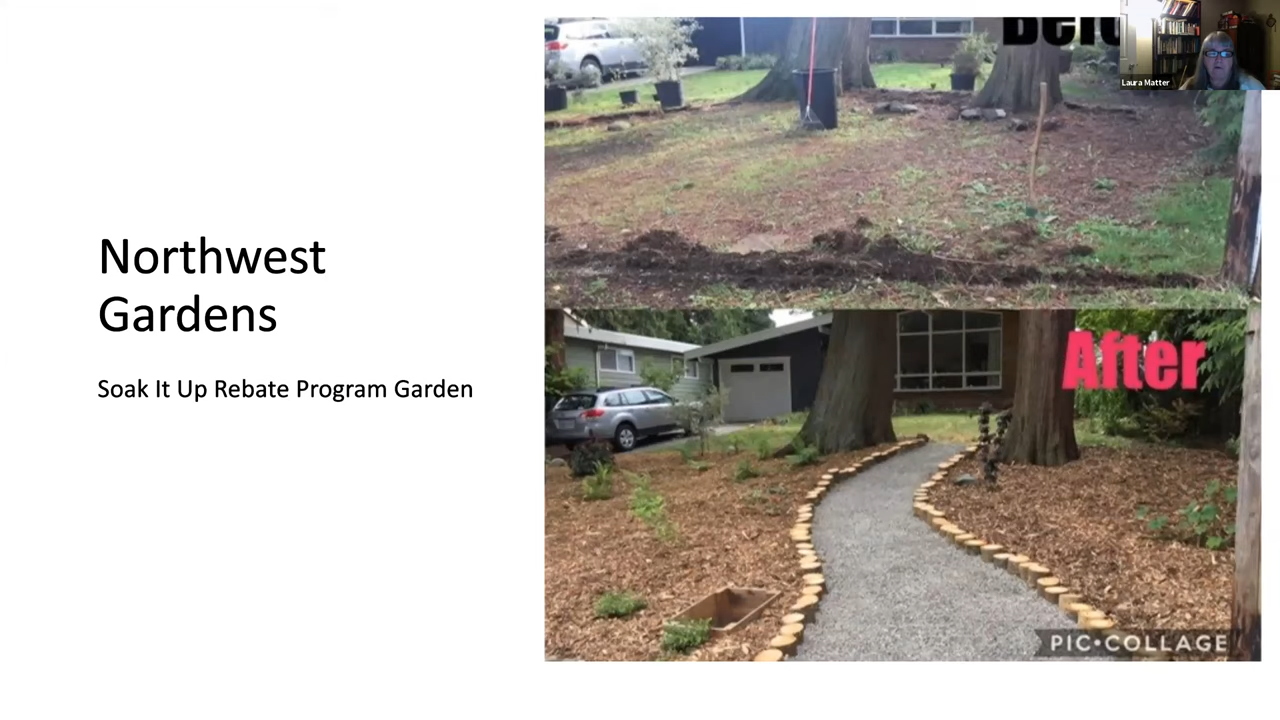 Northwest
Gardens
Soak It Up Rebate Program Garden
Laura Matter
After
PIC•COLLAGE